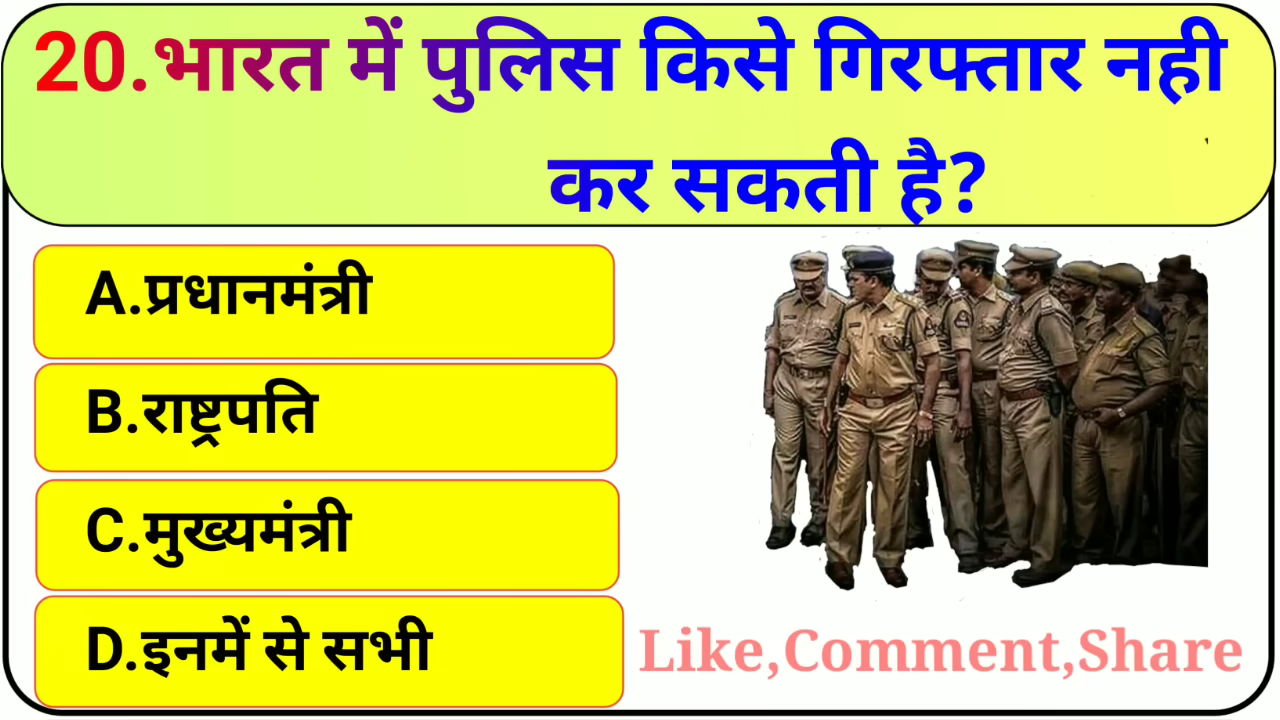 20.भारत में पुलिस किसे गिरफ्तार नही
कर सकती है?
A.प्रधानमंत्री
B.राष्ट्रपति
C.मुख्यमंत्री
D.इनमें से सभी
Like,Comment,Share